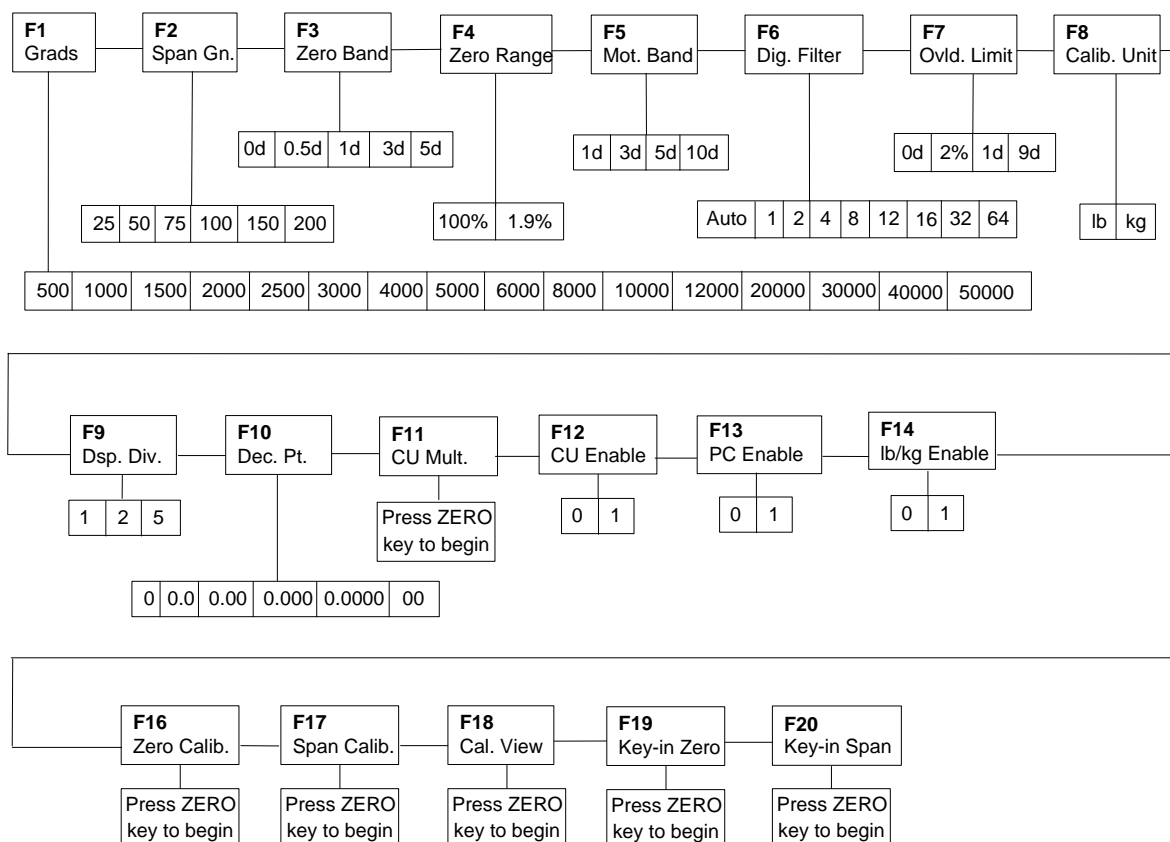 F1
Grads
F2
Span Gn.
F3
Zero Band
F4
Zero Range
F5
Mot. Band
F6
Dig. Filter
F7
Ovld. Limit
F8
Calib. Unit
0d 0.5d 1d 3d 5d
1d 3d 5d 10d
0d 2% 1d 9d
25 50 75 100 150 200
100% 1.9%
Auto 1 2 4 8 12 16 32 64
lb kg
500 1000 1500 2000 2500 3000 4000 5000 6000 8000 10000 12000 20000 30000 40000 50000
F9
Dsp. Div.
F10
Dec. Pt.
F11
CU Mult.
F12
CU Enable
F13
PC Enable
F14
lb/kg Enable
1 2 5
Press ZERO
key to begin
0 1
0 1
0 1
0 0.0 0.00 0.000 0.0000 00
F16
Zero Calib.
F17
Span Calib.
F18
Cal. View
F19
Key-in Zero
F20
Key-in Span
Press ZERO
key to begin
Press ZERO
key to begin
Press ZERO
key to begin
Press ZERO
key to begin
Press ZERO
key to begin